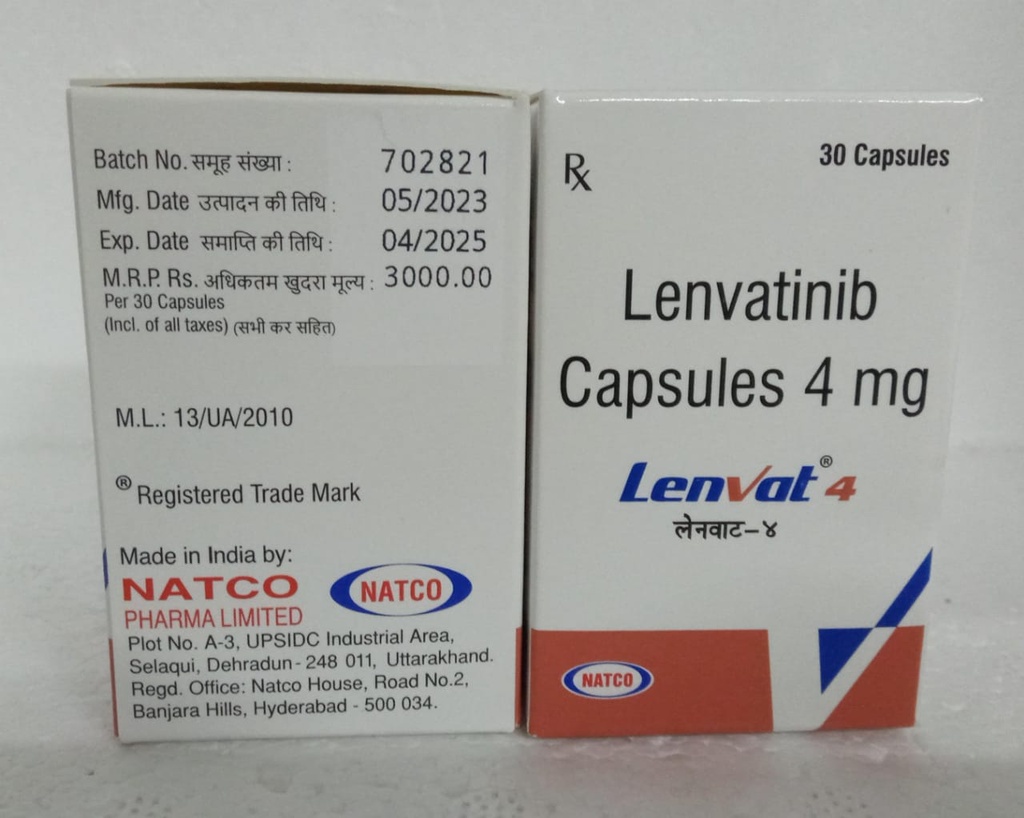 Batch No. समूह संख्या : 702821
Mfg. Date उत्पादन की तिथि : 05/2023
Exp. Date समाप्ति की तिथि : 04/2025
M.R.P. Rs. अधिकतम खुदरा मूल्य : 3000.00
Per 30 Capsules
(Incl. of all taxes) (सभी कर सहित)
M.L.: 13/UA/2010
® Registered Trade Mark
Made in India by:
NATCO
PHARMA LIMITED
NATCO
Plot No. A-3, UPSIDC Industrial Area,
Selaqui, Dehradun - 248 011, Uttarakhand.
Regd. Office: Natco House, Road No.2,
Banjara Hills, Hyderabad - 500 034.
Rx
30 Capsules
Lenvatinib
Capsules 4 mg
Lenvat® 4
लेनवाट-४
NATCO